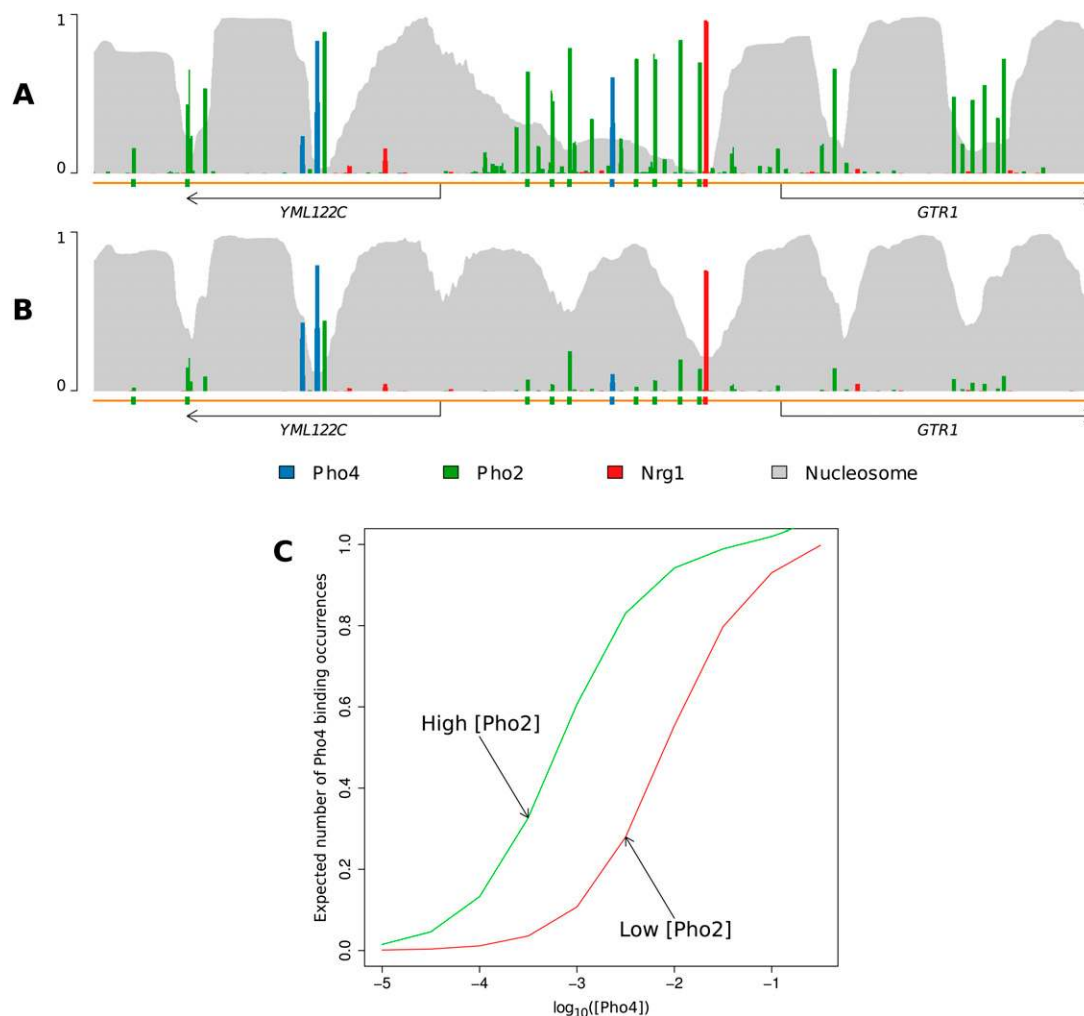 A
1
0
YML122C
GTR1
B
1
0
YML122C
GTR1
Pho4
Pho2
Nrg1
Nucleosome
C
Expected number of Pho4 binding occurrences
1.0
0.8
0.6
0.4
0.2
0.0
High [Pho2]
Low [Pho2]
−5
−4
−3
−2
−1
log10([Pho4])